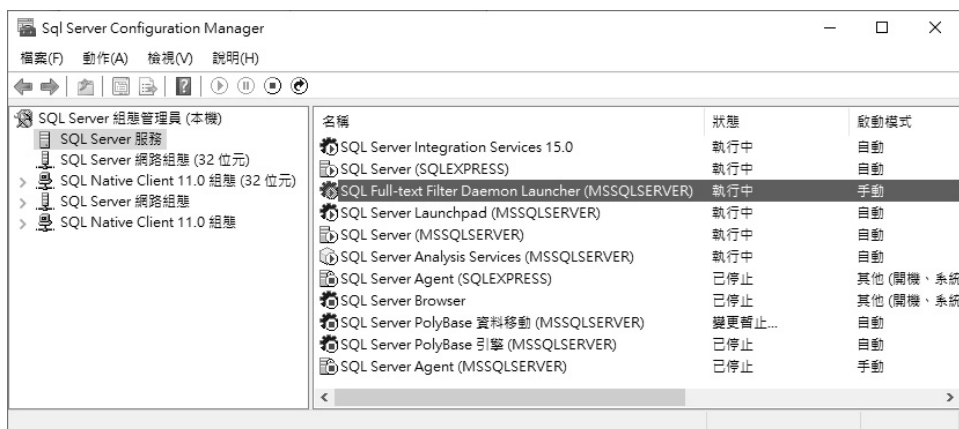 Sql Server Configuration Manager
檔案(F) 動作(A) 檢視(V) 說明(H)
SQL Server 組態管理員 (本機)
SQL Server 服務
SQL Server 網路組態 (32 位元)
SQL Native Client 11.0 組態 (32 位元)
SQL Server 網路組態
SQL Native Client 11.0 組態
名稱 狀態 啟動模式
SQL Server Integration Services 15.0 執行中 自動
SQL Server (SQLEXPRESS) 執行中 自動
SQL Full-text Filter Daemon Launcher (MSSQLSERVER) 執行中 手動
SQL Server Launchpad (MSSQLSERVER) 執行中 自動
SQL Server (MSSQLSERVER) 執行中 自動
SQL Server Analysis Services (MSSQLSERVER) 執行中 自動
SQL Server Agent (SQLEXPRESS) 已停止 其他 (開機、系統
SQL Server Browser 已停止 其他 (開機、系統
SQL Server PolyBase 資料移動 (MSSQLSERVER) 變更暫止... 自動
SQL Server PolyBase 引擎 (MSSQLSERVER) 已停止 自動
SQL Server Agent (MSSQLSERVER) 已停止 手動